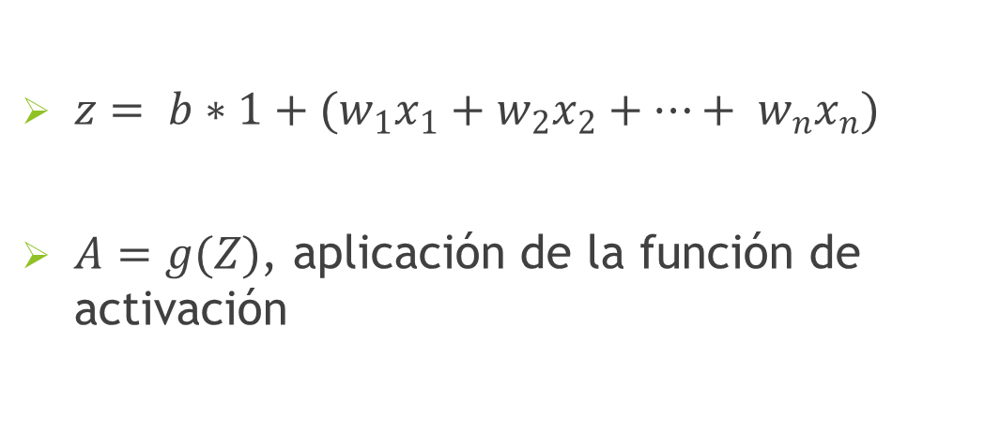 ➢ z = b * 1 + (w₁x₁ + w₂x₂ + ⋯ + wₙxₙ)
➢ A = g(Z), aplicación de la función de
activación